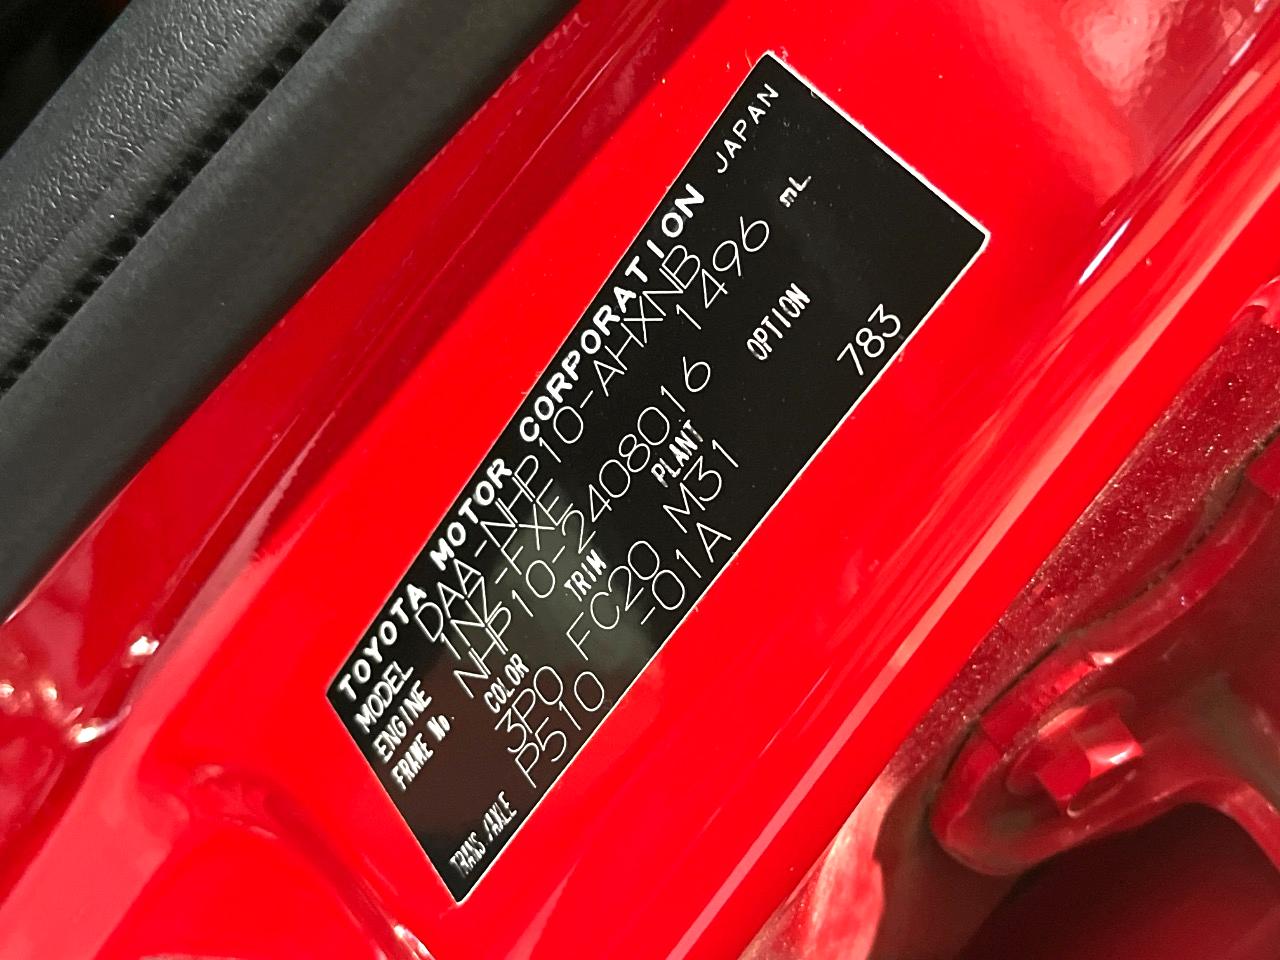 TOYOTA MOTOR CORPORATION JAPAN
MODEL DAA-NHP10-AHXNB
ENGINE 1NZ-FXE 1496 mL
FRAME No. NHP10-2408016
COLOR TRIM PLANT OPTION
3P0 FC20 M31 783
TRANS/AXLE P510 -01A